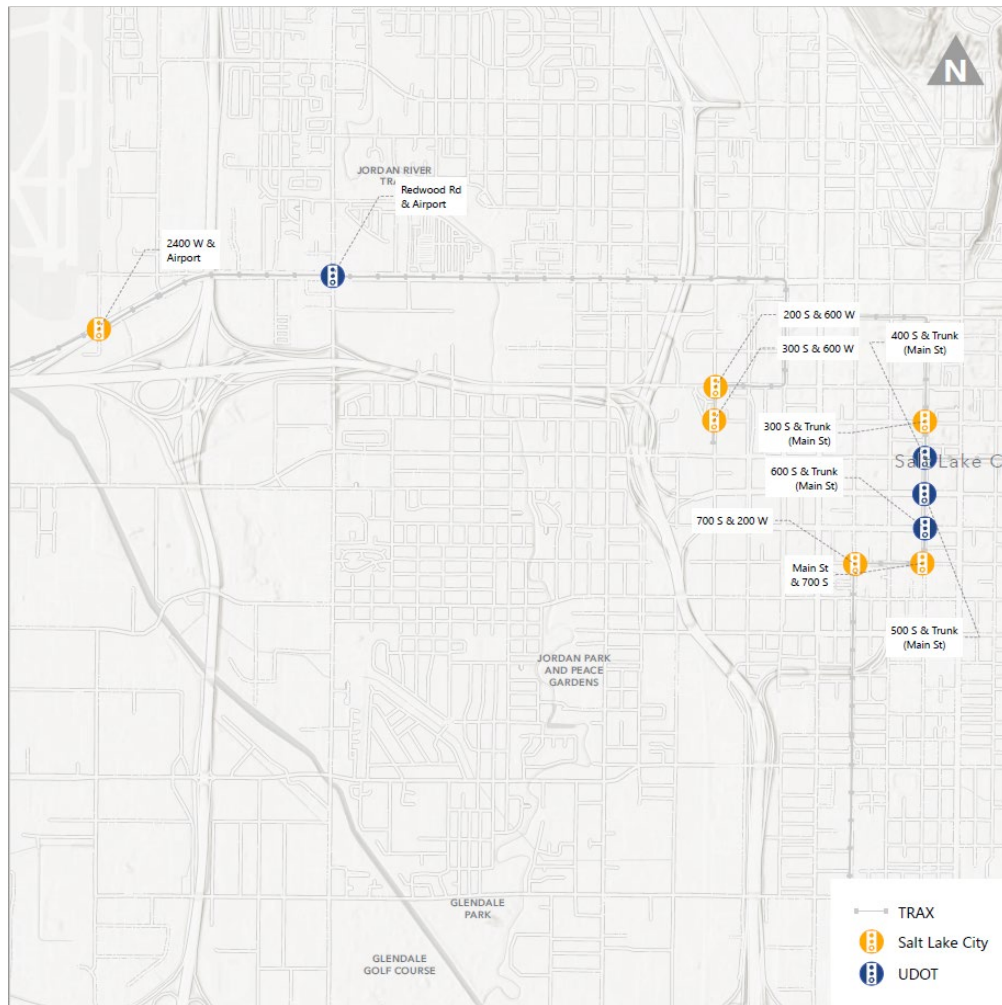 N
JORDAN RIVER
Redwood Rd
& Airport
2400 W &
Airport
200 S & 600 W
400 S & Trunk
(Main St)
300 S & 600 W
300 S & Trunk
(Main St)
600 S & Trunk
(Main St)
700 S & 200 W
Main St
& 700 S
500 S & Trunk
(Main St)
JORDAN PARK
AND PEACE
GARDENS
GLENDALE
PARK
GLENDALE
GOLF COURSE
TRAX
Salt Lake City
UDOT